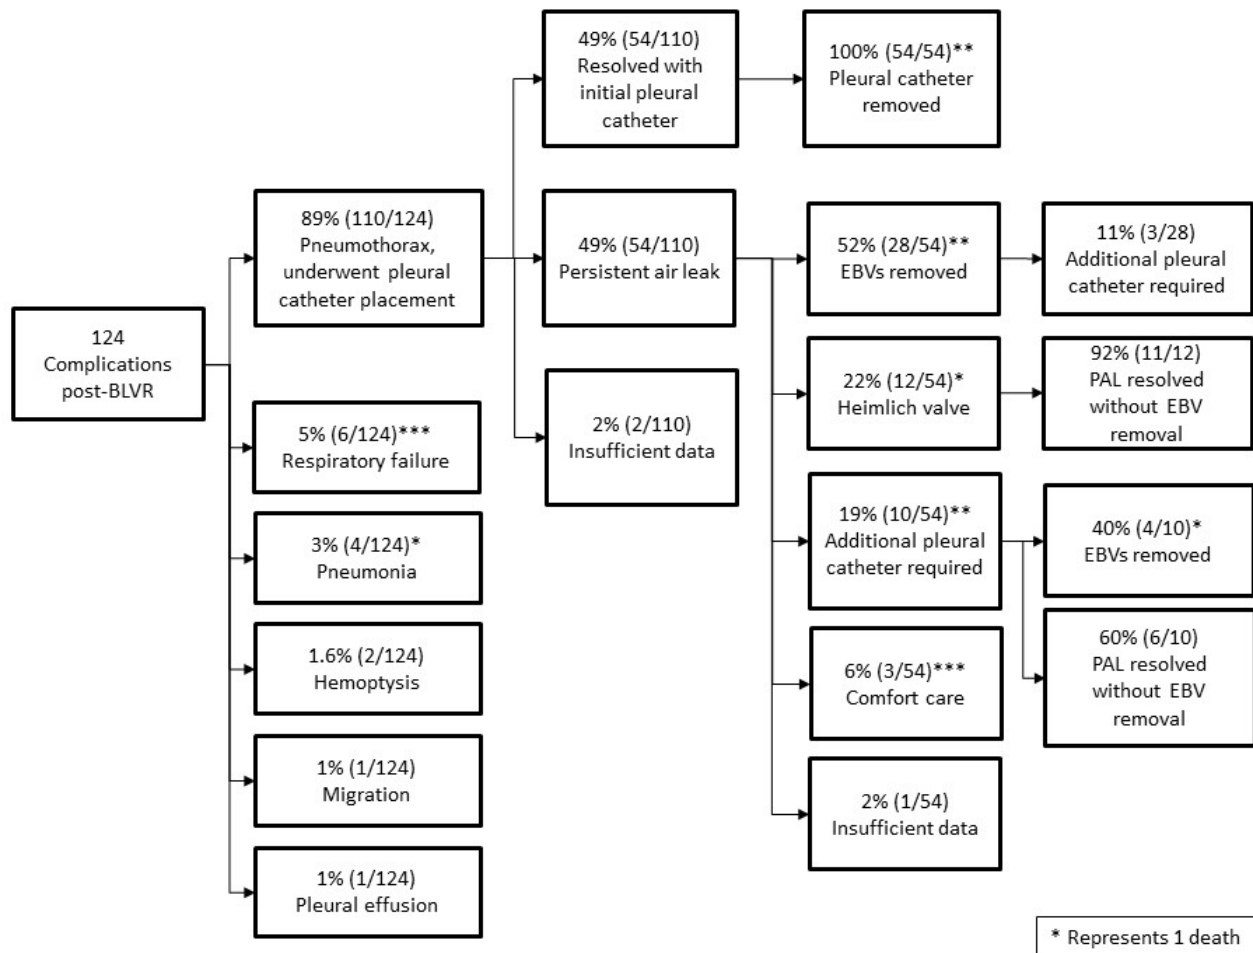 124
Complications
post-BLVR
89% (110/124)
Pneumothorax,
underwent pleural
catheter placement
5% (6/124)***
Respiratory failure
3% (4/124)*
Pneumonia
1.6% (2/124)
Hemoptysis
1% (1/124)
Migration
1% (1/124)
Pleural effusion
49% (54/110)
Resolved with
initial pleural
catheter
49% (54/110)
Persistent air leak
2% (2/110)
Insufficient data
100% (54/54)**
Pleural catheter
removed
52% (28/54)**
EBVs removed
22% (12/54)*
Heimlich valve
19% (10/54)**
Additional pleural
catheter required
6% (3/54)***
Comfort care
2% (1/54)
Insufficient data
11% (3/28)
Additional pleural
catheter required
92% (11/12)
PAL resolved
without EBV
removal
40% (4/10)*
EBVs removed
60% (6/10)
PAL resolved
without EBV
removal
* Represents 1 death